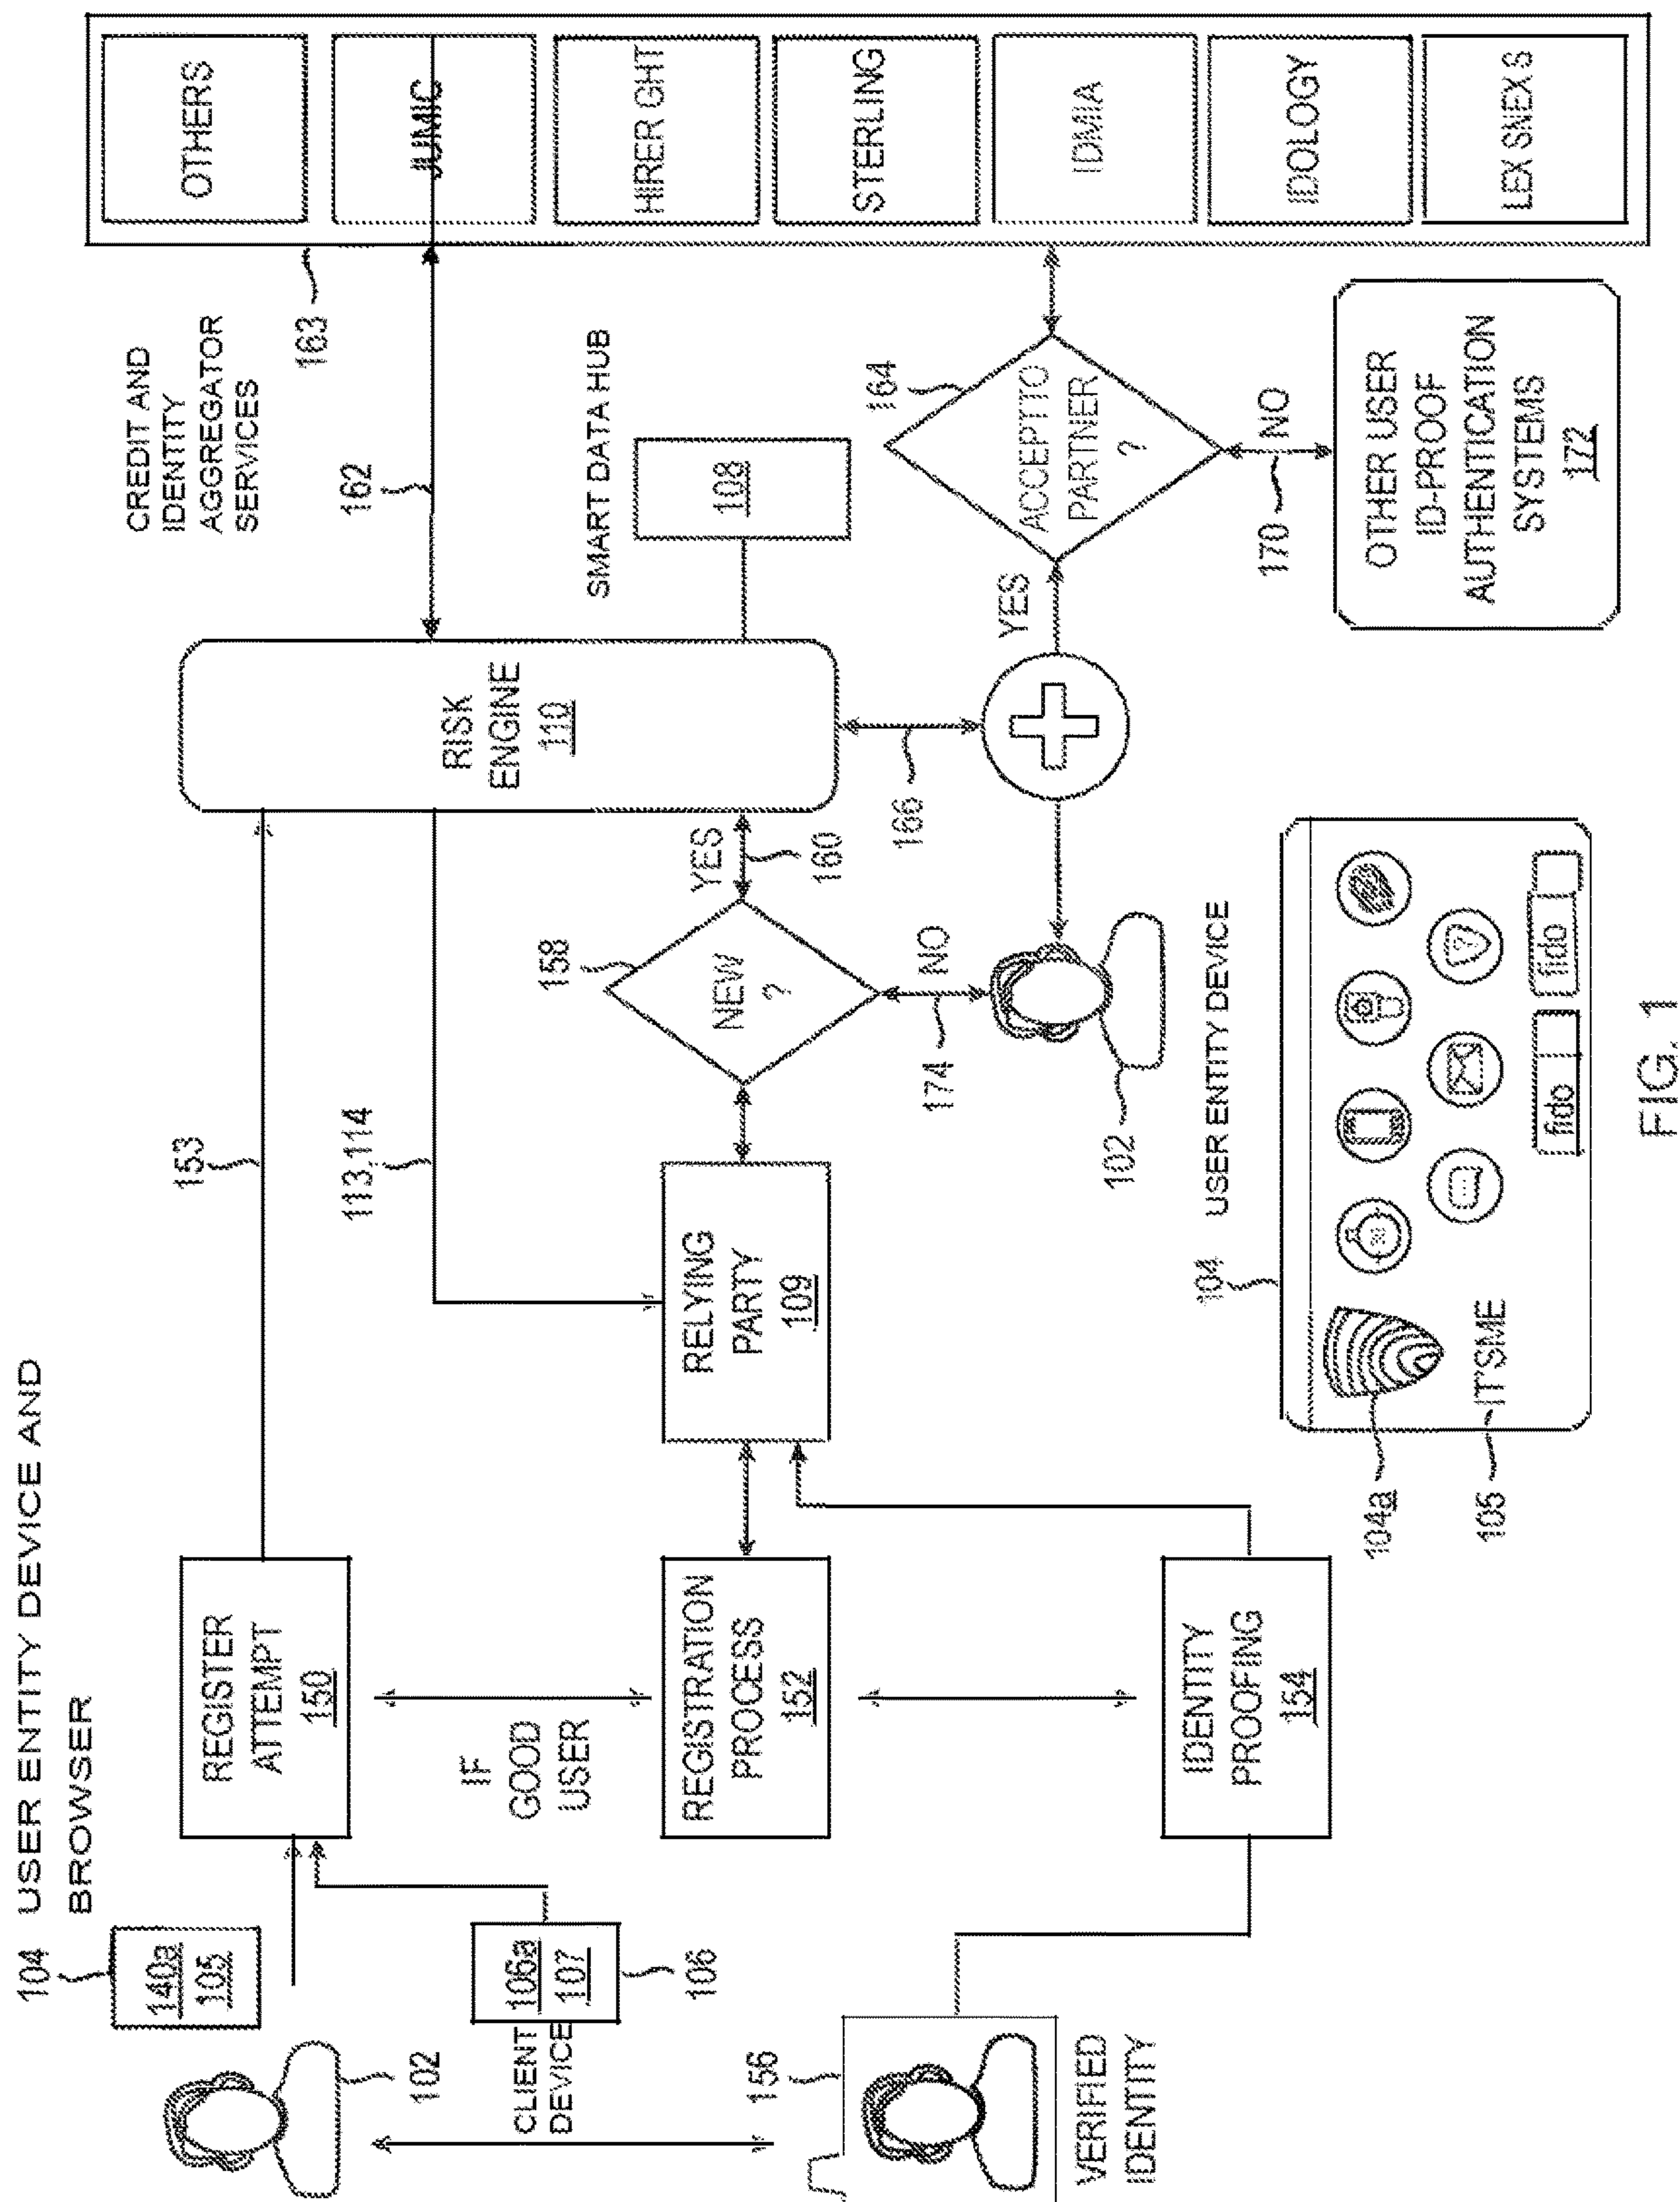 104 USER ENTITY DEVICE AND
BROWSER
140a
105
102
CLIENT
DEVICE
106a
107
106
156
VERIFIED
IDENTITY
REGISTER
ATTEMPT
150
IF
GOOD
USER
REGISTRATION
PROCESS
152
IDENTITY
PROOFING
154
153
113,114
RELYING
PARTY
109
158
NEW
?
YES
160
NO
174
102
RISK
ENGINE
110
166
162
CREDIT AND
IDENTITY
AGGREGATOR
SERVICES
163
SMART DATA HUB
108
YES
ACCEPTTO
PARTNER
?
164
170
NO
OTHER USER
ID-PROOF
AUTHENTICATION
SYSTEMS
172
OTHERS
JUMIC
HIRER GHT
STERLING
IDMIA
IDOLOGY
LEX SNEX S
104
USER ENTITY DEVICE
104a
105
IT'SME
30
?
fido
fido
FIG. 1